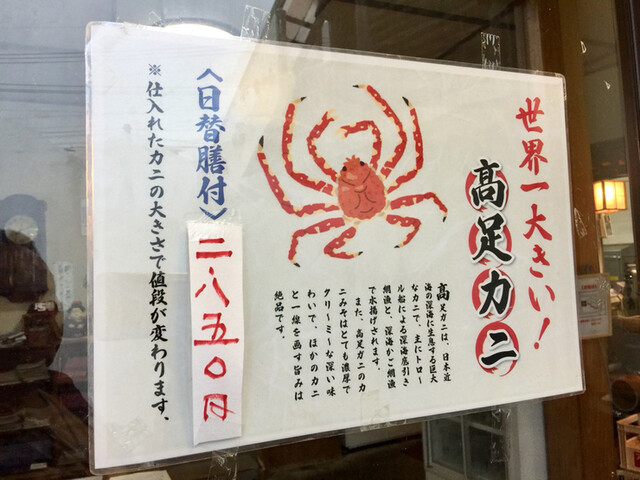 世界一大きい！
高足カニ
高足ガニは、日本近
海の深海に生息する巨大
なカニで、主にトロー
ル船による深海底引き
網漁と、深海かご網漁
で水揚げされます。
また、高足ガニのカ
ニみそはとても濃厚で
クリーミーな深い味
わいで、ほかのカニ
と一線を画す旨みは
絶品です。
〈日替膳付〉
二八五〇円
※仕入れたカニの大きさで値段が変わります。